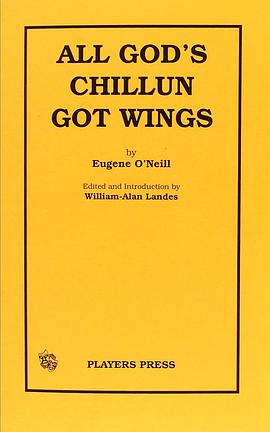 ALL GOD'S
CHILLUN
GOT WINGS
by
Eugene O'Neill
Edited and Introduction by
William-Alan Landes
PLAYERS PRESS